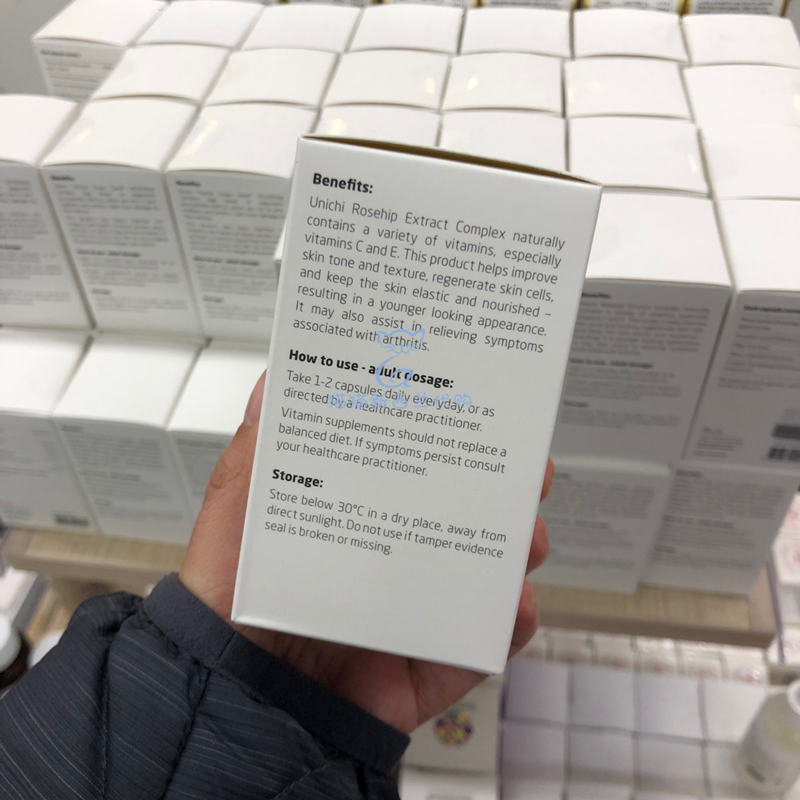 Benefits:
Unichi Rosehip Extract Complex naturally
contains a variety of vitamins, especially
vitamins C and E. This product helps improve
skin tone and texture, regenerate skin cells,
and keep the skin elastic and nourished –
resulting in a younger looking appearance.
It may also assist in relieving symptoms
associated with arthritis.
How to use - adult dosage:
Take 1-2 capsules daily everyday, or as
directed by a healthcare practitioner.
Vitamin supplements should not replace a
balanced diet. If symptoms persist consult
your healthcare practitioner.
Storage:
Store below 30°C in a dry place, away from
direct sunlight. Do not use if tamper evidence
seal is broken or missing.